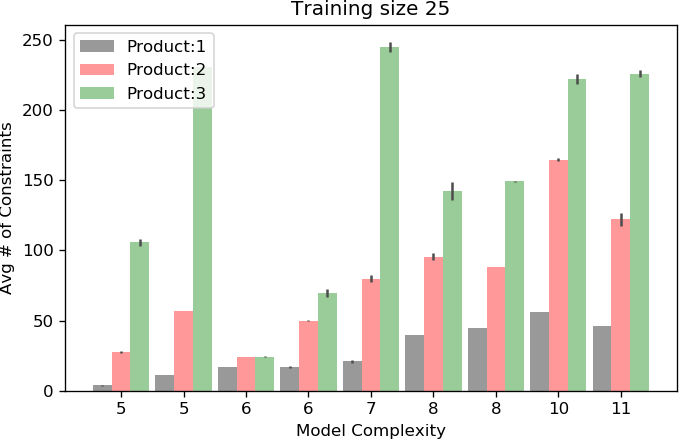 Training size 25
Product:1
Product:2
Product:3
Avg # of Constraints
250
200
150
100
50
0
5 5 6 6 7 8 8 10 11
Model Complexity